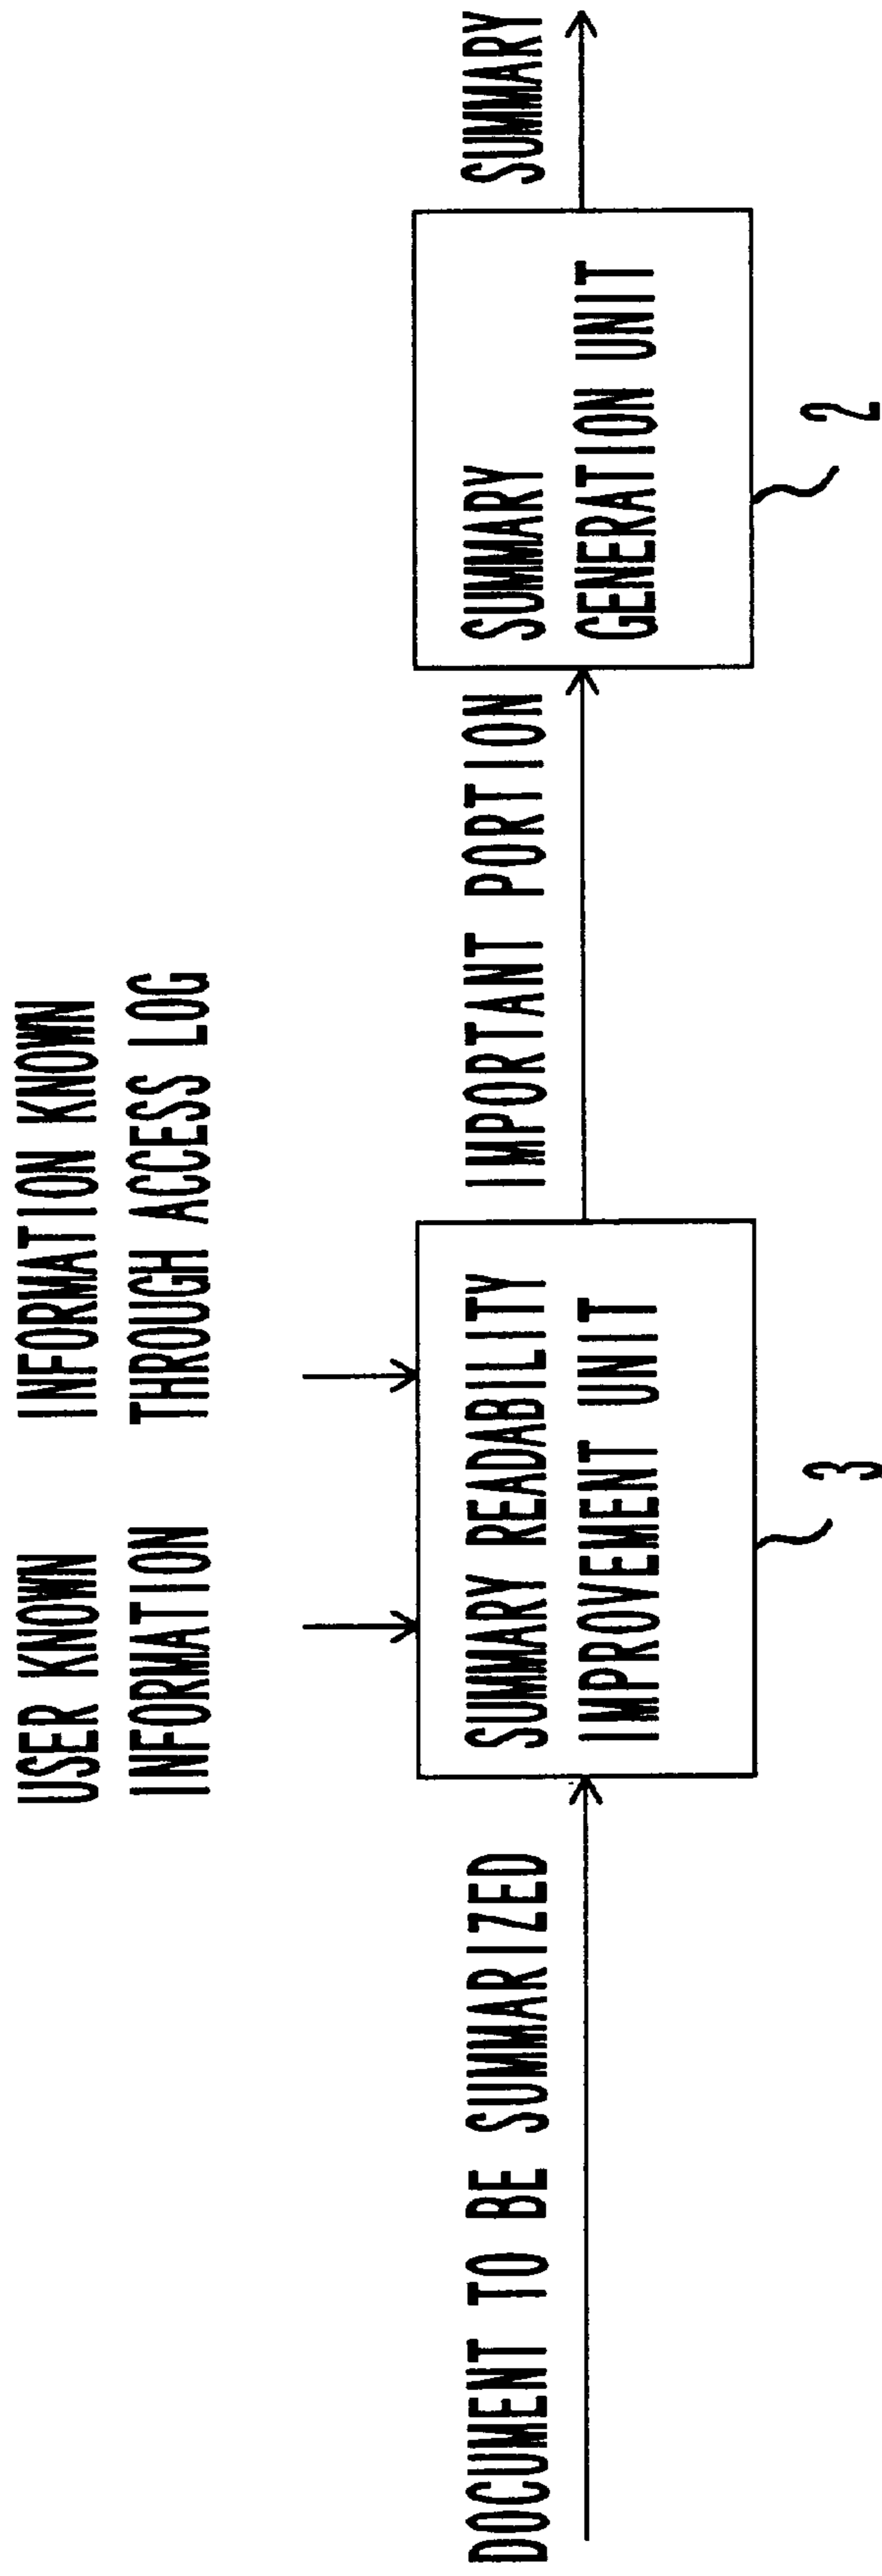 USER KNOWN
INFORMATION
INFORMATION KNOWN
THROUGH ACCESS LOG
DOCUMENT TO BE SUMMARIZED
SUMMARY READABILITY
IMPROVEMENT UNIT
3
IMPORTANT PORTION
SUMMARY
GENERATION UNIT
2
SUMMARY